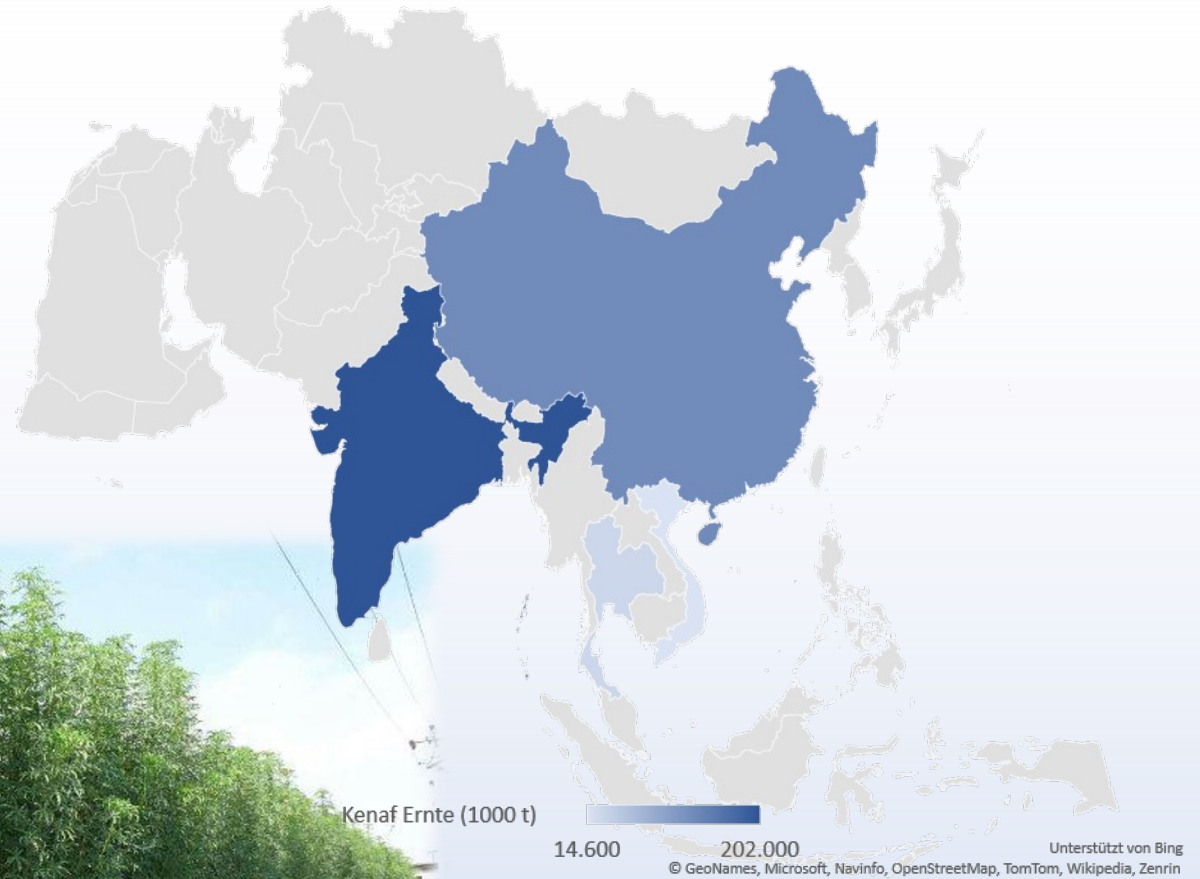 Kenaf Ernte (1000 t)
14.600 202.000
Unterstützt von Bing
© GeoNames, Microsoft, Navinfo, OpenStreetMap, TomTom, Wikipedia, Zenrin